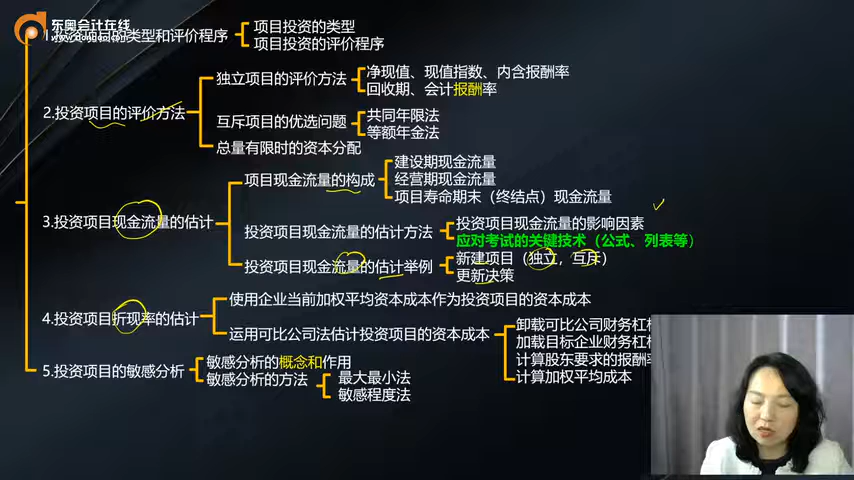 东奥会计在线
1.投资项目的类型和评价程序
项目投资的类型
项目投资的评价程序
2.投资项目的评价方法
独立项目的评价方法
净现值、现值指数、内含报酬率
回收期、会计报酬率
互斥项目的优选问题
共同年限法
等额年金法
总量有限时的资本分配
3.投资项目现金流量的估计
项目现金流量的构成
建设期现金流量
经营期现金流量
项目寿命期末（终结点）现金流量
投资项目现金流量的估计方法
投资项目现金流量的影响因素
应对考试的关键技术（公式、列表等）
投资项目现金流量的估计举例
新建项目（独立，互斥）
更新决策
4.投资项目折现率的估计
使用企业当前加权平均资本成本作为投资项目的资本成本
运用可比公司法估计投资项目的资本成本
卸载可比公司财务杠杆
加载目标企业财务杠
计算股东要求的报酬率
计算加权平均成本
5.投资项目的敏感分析
敏感分析的概念和作用
敏感分析的方法
最大最小法
敏感程度法